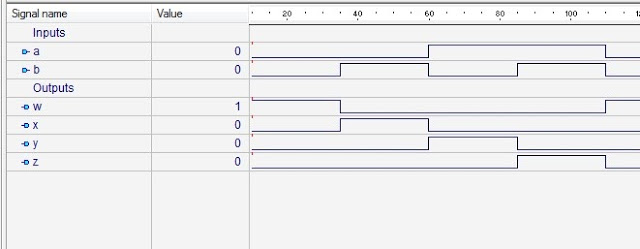 Signal name Value 20 40 60 80 100
Inputs
a 0
b 0
Outputs
w 1
x 0
y 0
z 0